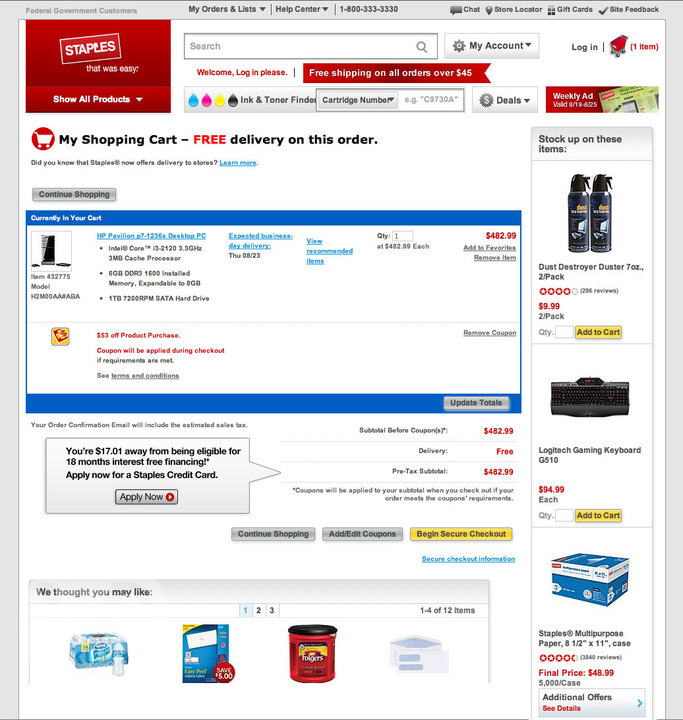 Federal Government Customers
My Orders & Lists
Help Center
1-800-333-3330
Chat
Store Locator
Gift Cards
Site Feedback
STAPLES
that was easy.
Search
My Account
Log in
(1 item)
Welcome, Log in please.
Free shipping on all orders over $45
Show All Products
Ink & Toner Finder
Cartridge Number
e.g. "C9730A"
Deals
Weekly Ad
Valid 8/19-8/25
My Shopping Cart – FREE delivery on this order.
Did you know that Staples® now offers delivery to stores? Learn more.
Continue Shopping
Currently in Your Cart
HP Pavilion p7-1236s Desktop PC
Intel® Core™ i3-2120 3.3GHz
3MB Cache Processor
6GB DDR3 1600 Installed
Memory, Expandable to 8GB
1TB 7200RPM SATA Hard Drive
Item 432775
Model
H2M00AA#ABA
Expected business-
day delivery:
Thu 08/23
View
recommended
items
Qty: 1
at $482.99 Each
$482.99
Add to Favorites
Remove Item
$53 off Product Purchase.
Coupon will be applied during checkout
if requirements are met.
See terms and conditions
Remove Coupon
Update Totals
Your Order Confirmation Email will include the estimated sales tax.
You're $17.01 away from being eligible for
18 months interest free financing!*
Apply now for a Staples Credit Card.
Apply Now
Subtotal Before Coupon(s)*: $482.99
Delivery: Free
Pre-Tax Subtotal: $482.99
*Coupons will be applied to your subtotal when you check out if your
order meets the coupons' requirements.
Continue Shopping
Add/Edit Coupons
Begin Secure Checkout
Secure checkout information
We thought you may like:
1 2 3
1-4 of 12 items
Easy Peel
SAVE
$5.00
Folgers
Stock up on these
items:
dust
Dust Destroyer Duster 7oz.,
2/Pack
(296 reviews)
$9.99
2/Pack
Qty.
Add to Cart
Logitech Gaming Keyboard
G510
$94.99
Each
Qty.
Add to Cart
Staples® Multipurpose
Paper, 8 1/2" x 11", case
(3840 reviews)
Final Price: $48.99
5,000/Case
Additional Offers
See Details